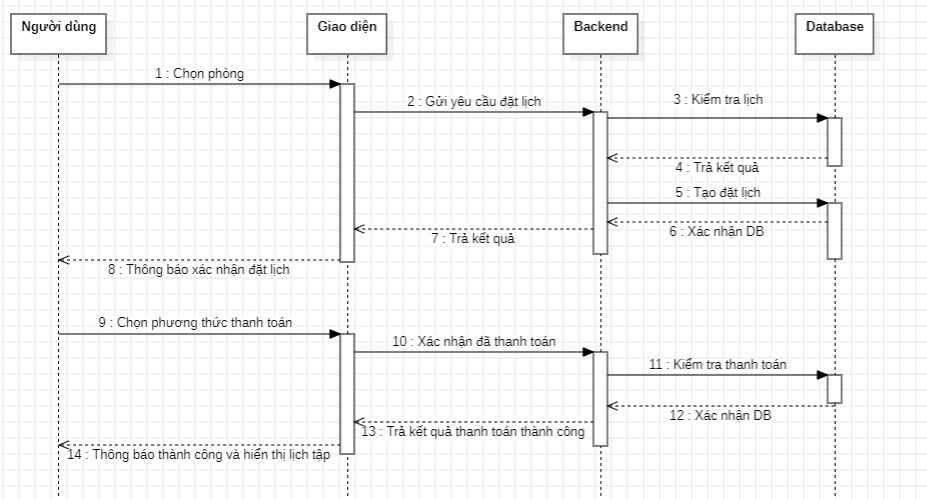 Người dùng
Giao diện
Backend
Database
1 : Chọn phòng
2 : Gửi yêu cầu đặt lịch
3 : Kiểm tra lịch
4 : Trả kết quả
5 : Tạo đặt lịch
6 : Xác nhận DB
7 : Trả kết quả
8 : Thông báo xác nhận đặt lịch
9 : Chọn phương thức thanh toán
10 : Xác nhận đã thanh toán
11 : Kiểm tra thanh toán
12 : Xác nhận DB
13 : Trả kết quả thanh toán thành công
14 : Thông báo thành công và hiển thị lịch tập